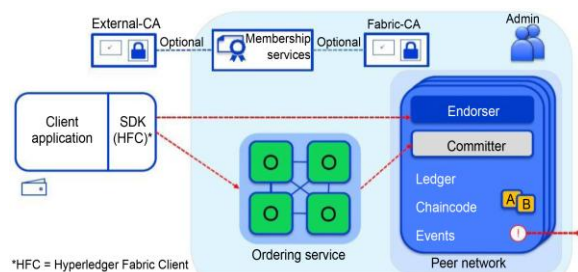 External-CA
Fabric-CA
Admin
Optional
Membership
services
Optional
Client
application
SDK
(HFC)*
Endorser
Committer
Ledger
Chaincode
A
B
Events
!
O
O
O
O
Ordering service
Peer network
*HFC = Hyperledger Fabric Client